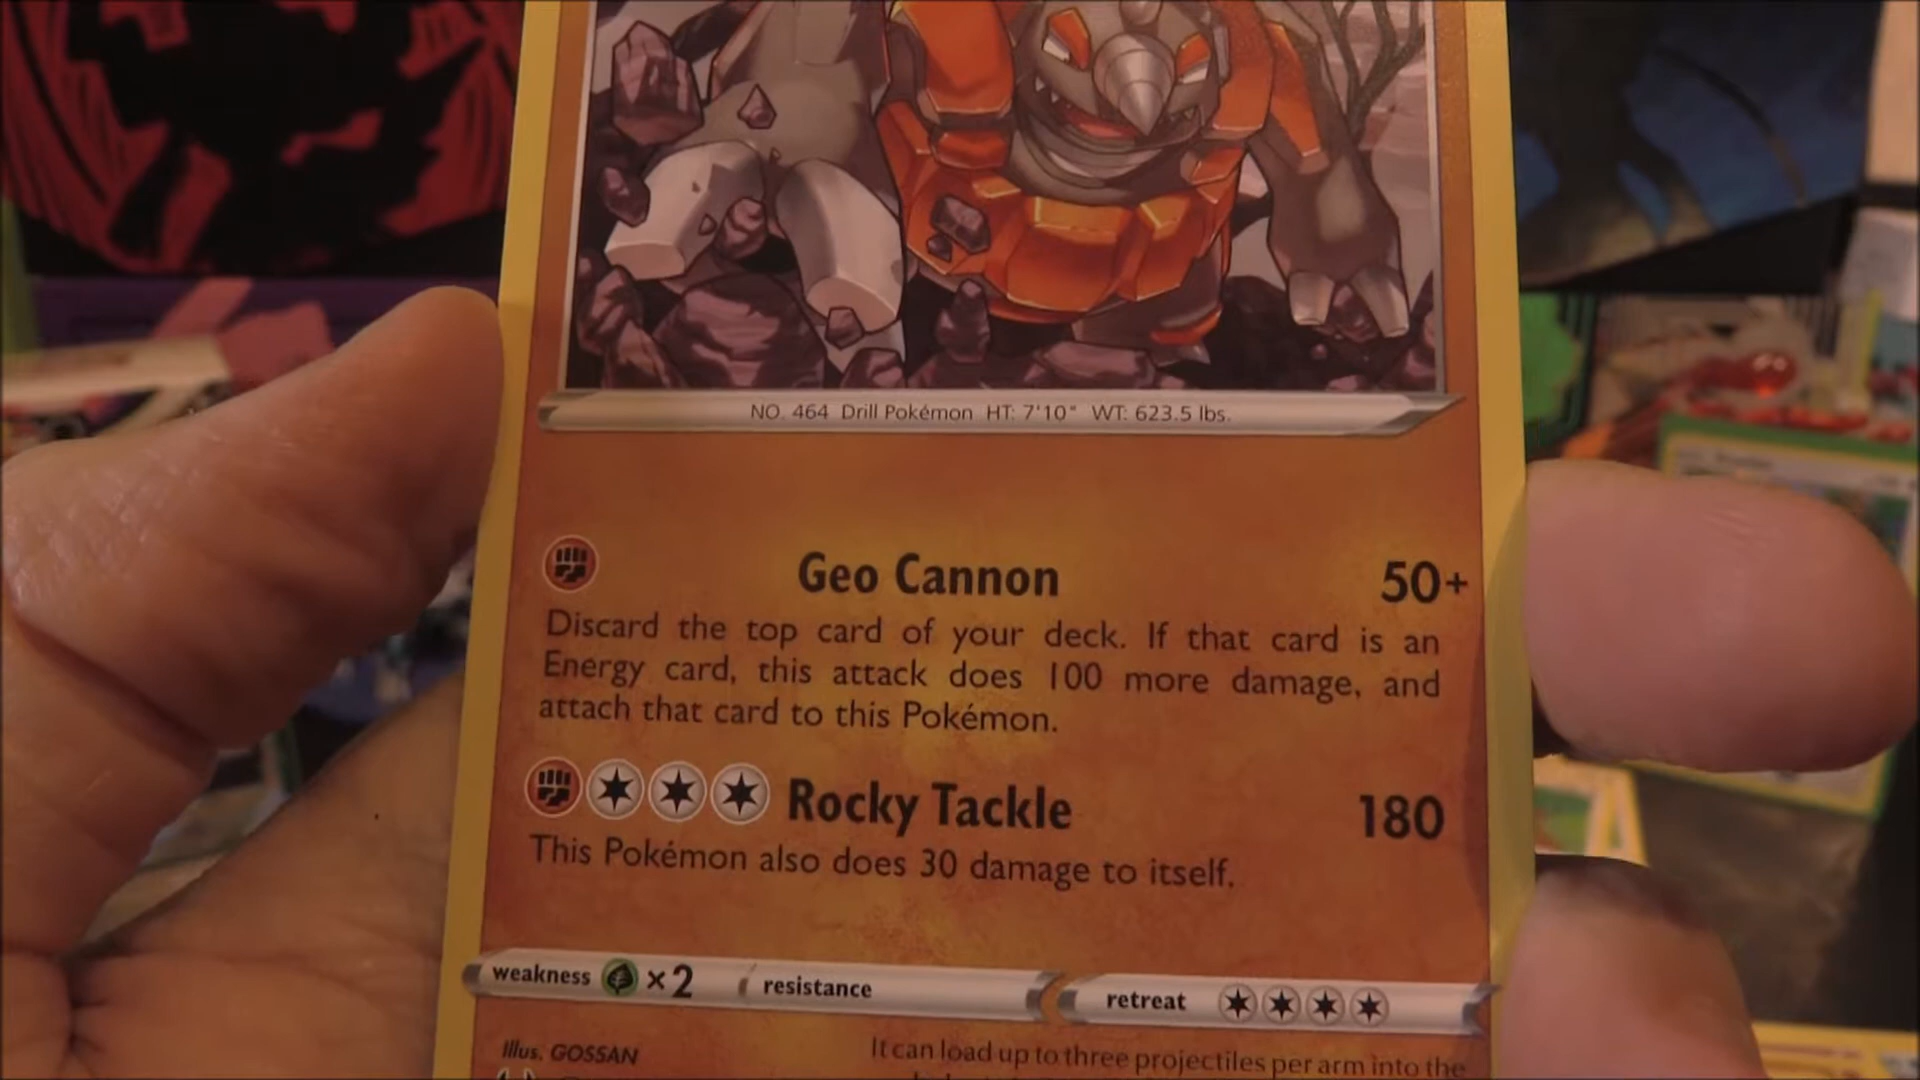 NO. 464 Drill Pokémon HT: 7'10" WT: 623.5 lbs.
Geo Cannon 50+
Discard the top card of your deck. If that card is an
Energy card, this attack does 100 more damage, and
attach that card to this Pokémon.
Rocky Tackle 180
This Pokémon also does 30 damage to itself.
weakness ×2 resistance retreat
Illus. GOSSAN
It can load up to three projectiles per arm into the